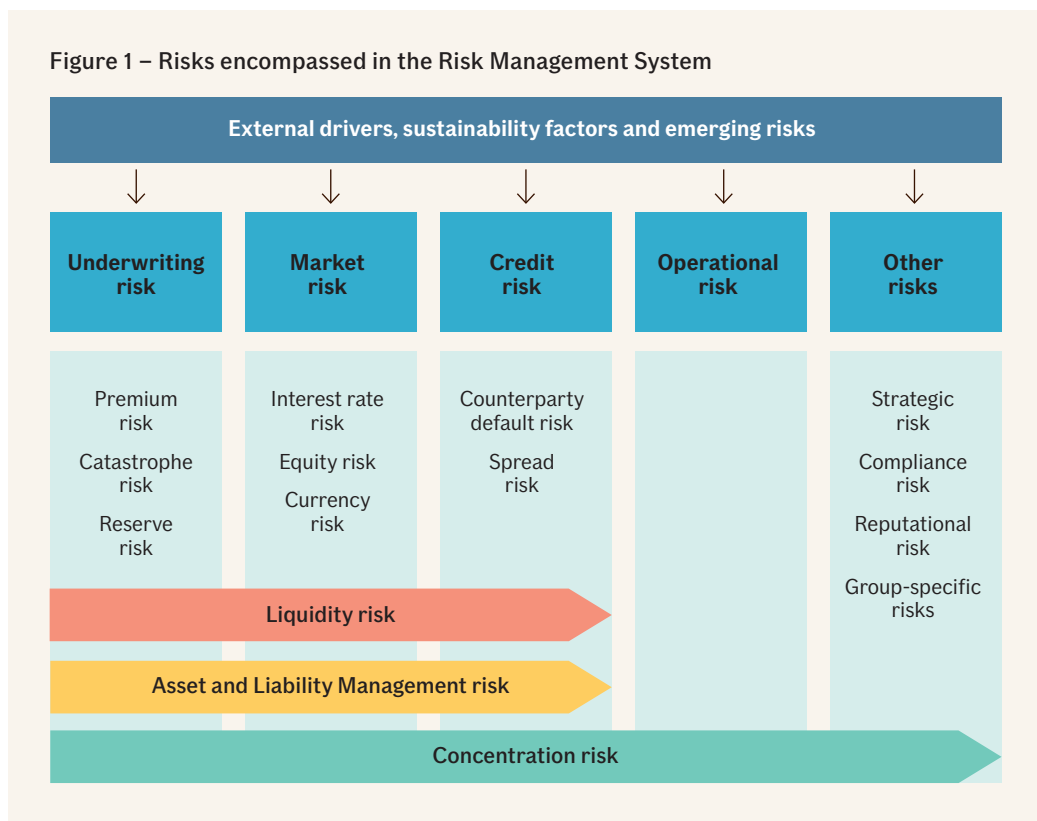 Figure 1 – Risks encompassed in the Risk Management System
External drivers, sustainability factors and emerging risks
Underwriting
risk
Market
risk
Credit
risk
Operational
risk
Other
risks
Premium
risk
Catastrophe
risk
Reserve
risk
Interest rate
risk
Equity risk
Currency
risk
Counterparty
default risk
Spread
risk
Strategic
risk
Compliance
risk
Reputational
risk
Group-specific
risks
Liquidity risk
Asset and Liability Management risk
Concentration risk